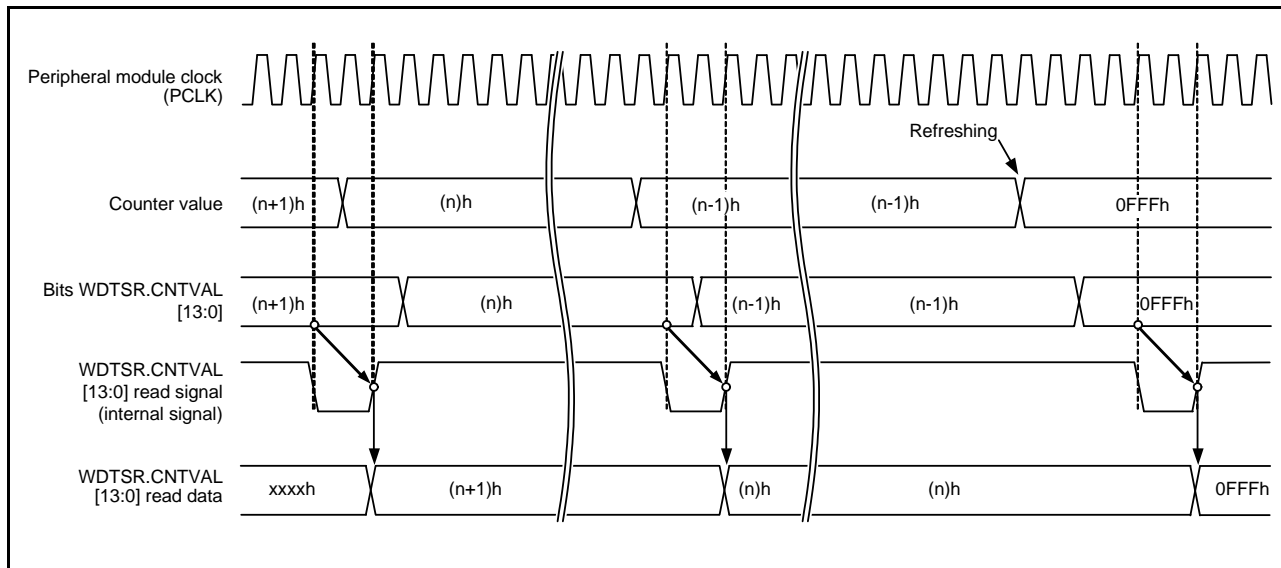 Peripheral module clock
(PCLK)
Refreshing
Counter value
(n+1)h
(n)h
(n-1)h
(n-1)h
0FFFh
Bits WDTSR.CNTVAL
[13:0]
(n+1)h
(n)h
(n-1)h
(n-1)h
0FFFh
WDTSR.CNTVAL
[13:0] read signal
(internal signal)
WDTSR.CNTVAL
[13:0] read data
xxxxh
(n+1)h
(n)h
(n)h
0FFFh